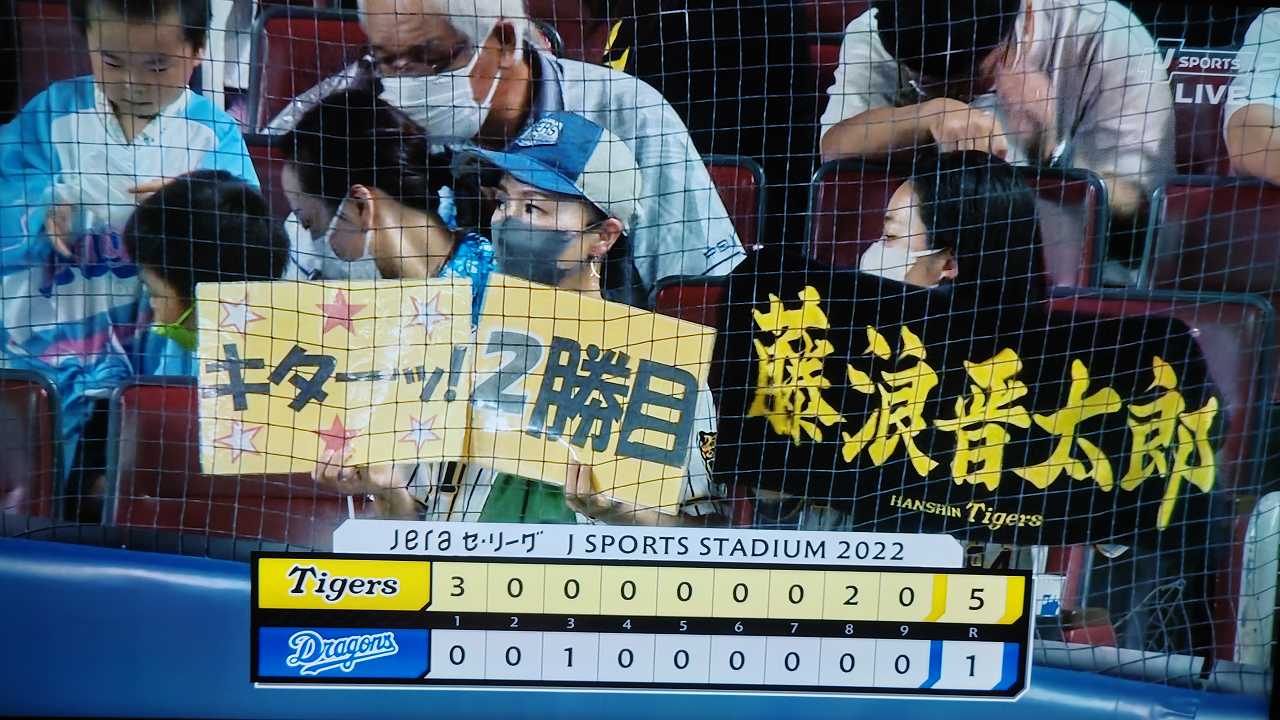 J SPORTS
LIVE
キターッ!
2勝目
藤浪晋太郎
HANSHIN Tigers
Jera セ・リーグ J SPORTS STADIUM 2022
Tigers 3 0 0 0 0 0 0 2 0 5
1 2 3 4 5 6 7 8 9 R
Dragons 0 0 1 0 0 0 0 0 0 1